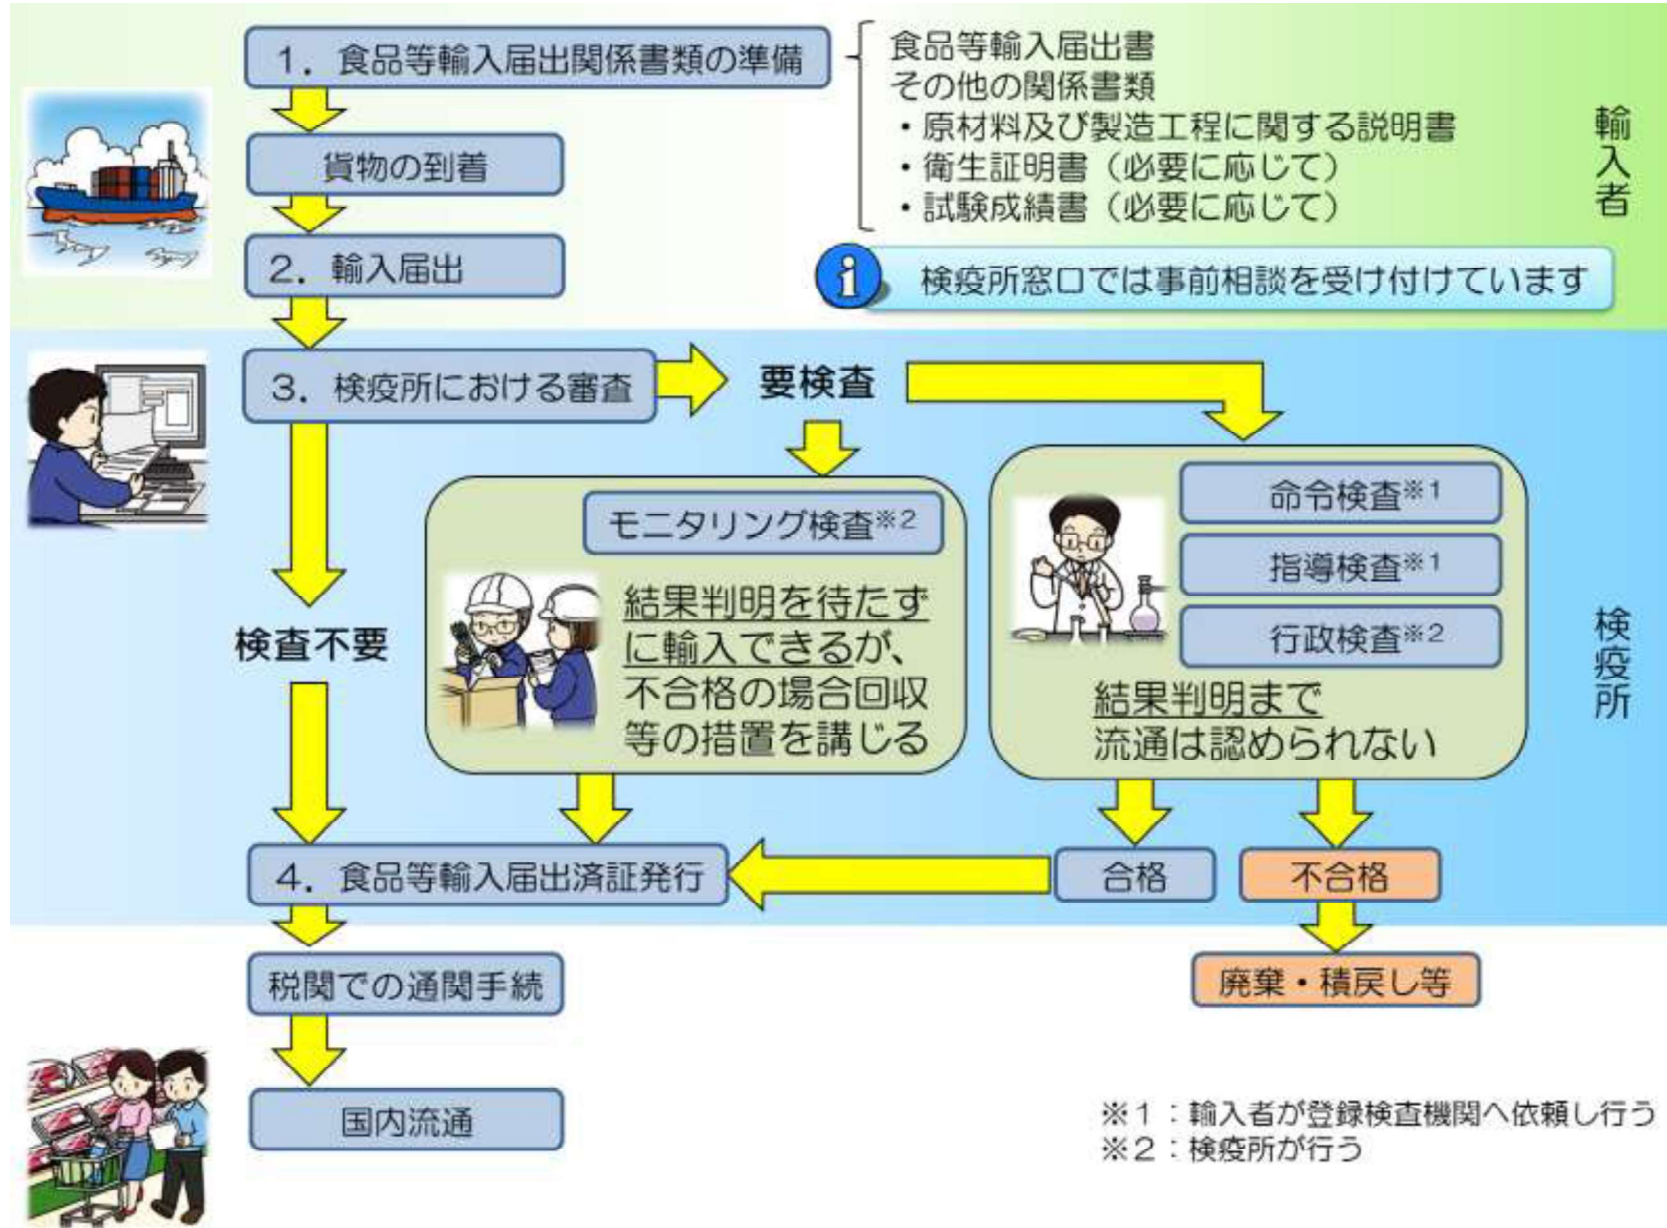 1．食品等輸入届出関係書類の準備
食品等輸入届出書
その他の関係書類
・原材料及び製造工程に関する説明書
・衛生証明書（必要に応じて）
・試験成績書（必要に応じて）
輸入者
貨物の到着
2．輸入届出
i
検疫所窓口では事前相談を受け付けています
3．検疫所における審査
要検査
モニタリング検査※2
結果判明を待たず
に輸入できるが、
不合格の場合回収
等の措置を講じる
命令検査※1
指導検査※1
行政検査※2
結果判明まで
流通は認められない
検疫所
検査不要
4．食品等輸入届出済証発行
合格
不合格
税関での通関手続
廃棄・積戻し等
国内流通
※1：輸入者が登録検査機関へ依頼し行う
※2：検疫所が行う